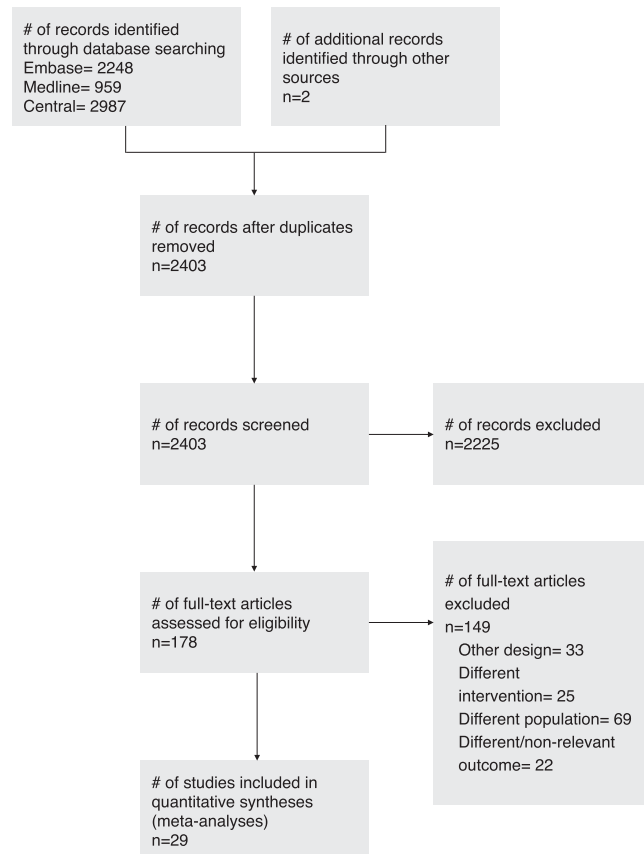 # of records identified
through database searching
Embase= 2248
Medline= 959
Central= 2987
# of additional records
identified through other
sources
n=2
# of records after duplicates
removed
n=2403
# of records screened
n=2403
# of records excluded
n=2225
# of full-text articles
assessed for eligibility
n=178
# of full-text articles
excluded
n=149
Other design= 33
Different
intervention= 25
Different population= 69
Different/non-relevant
outcome= 22
# of studies included in
quantitative syntheses
(meta-analyses)
n=29